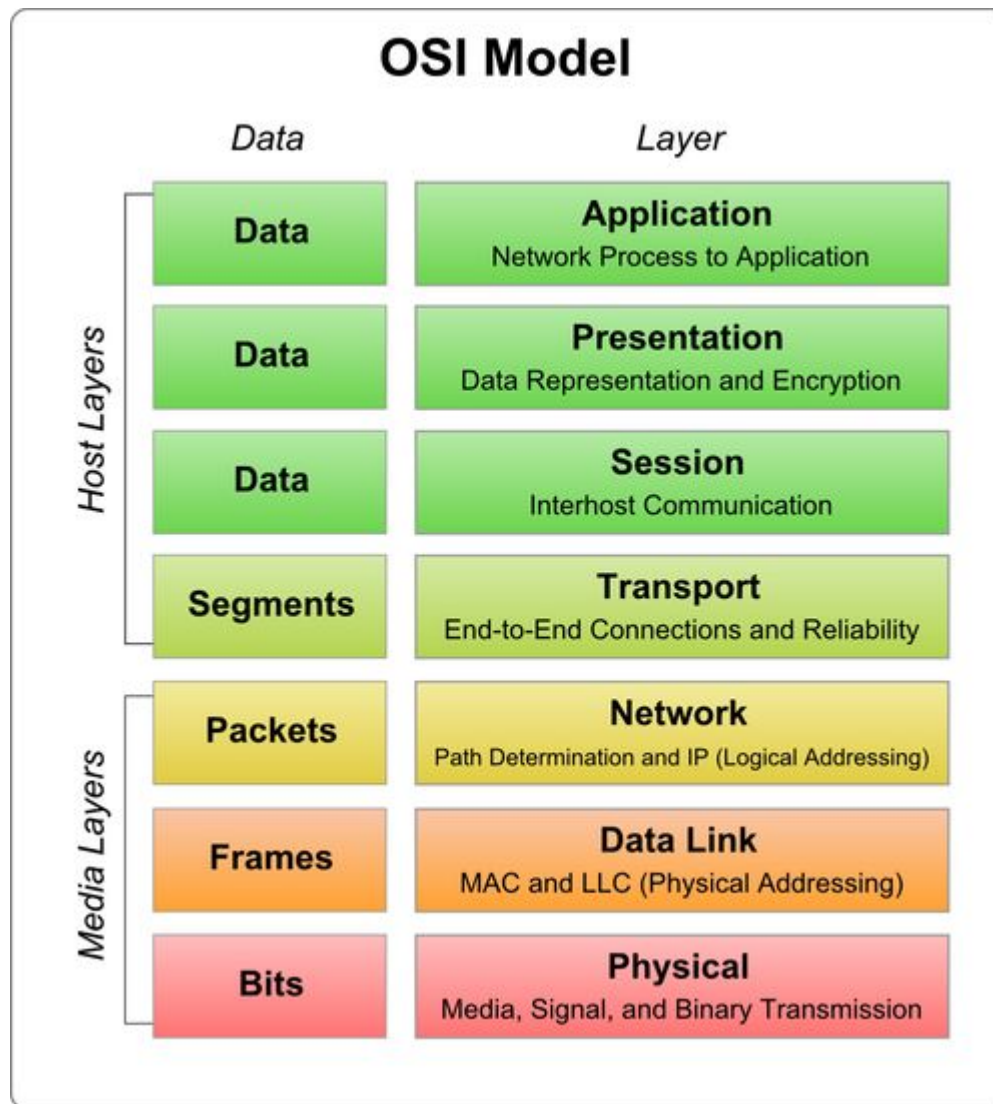 OSI Model
Data Layer
Host Layers
Data
Application
Network Process to Application
Data
Presentation
Data Representation and Encryption
Data
Session
Interhost Communication
Segments
Transport
End-to-End Connections and Reliability
Media Layers
Packets
Network
Path Determination and IP (Logical Addressing)
Frames
Data Link
MAC and LLC (Physical Addressing)
Bits
Physical
Media, Signal, and Binary Transmission